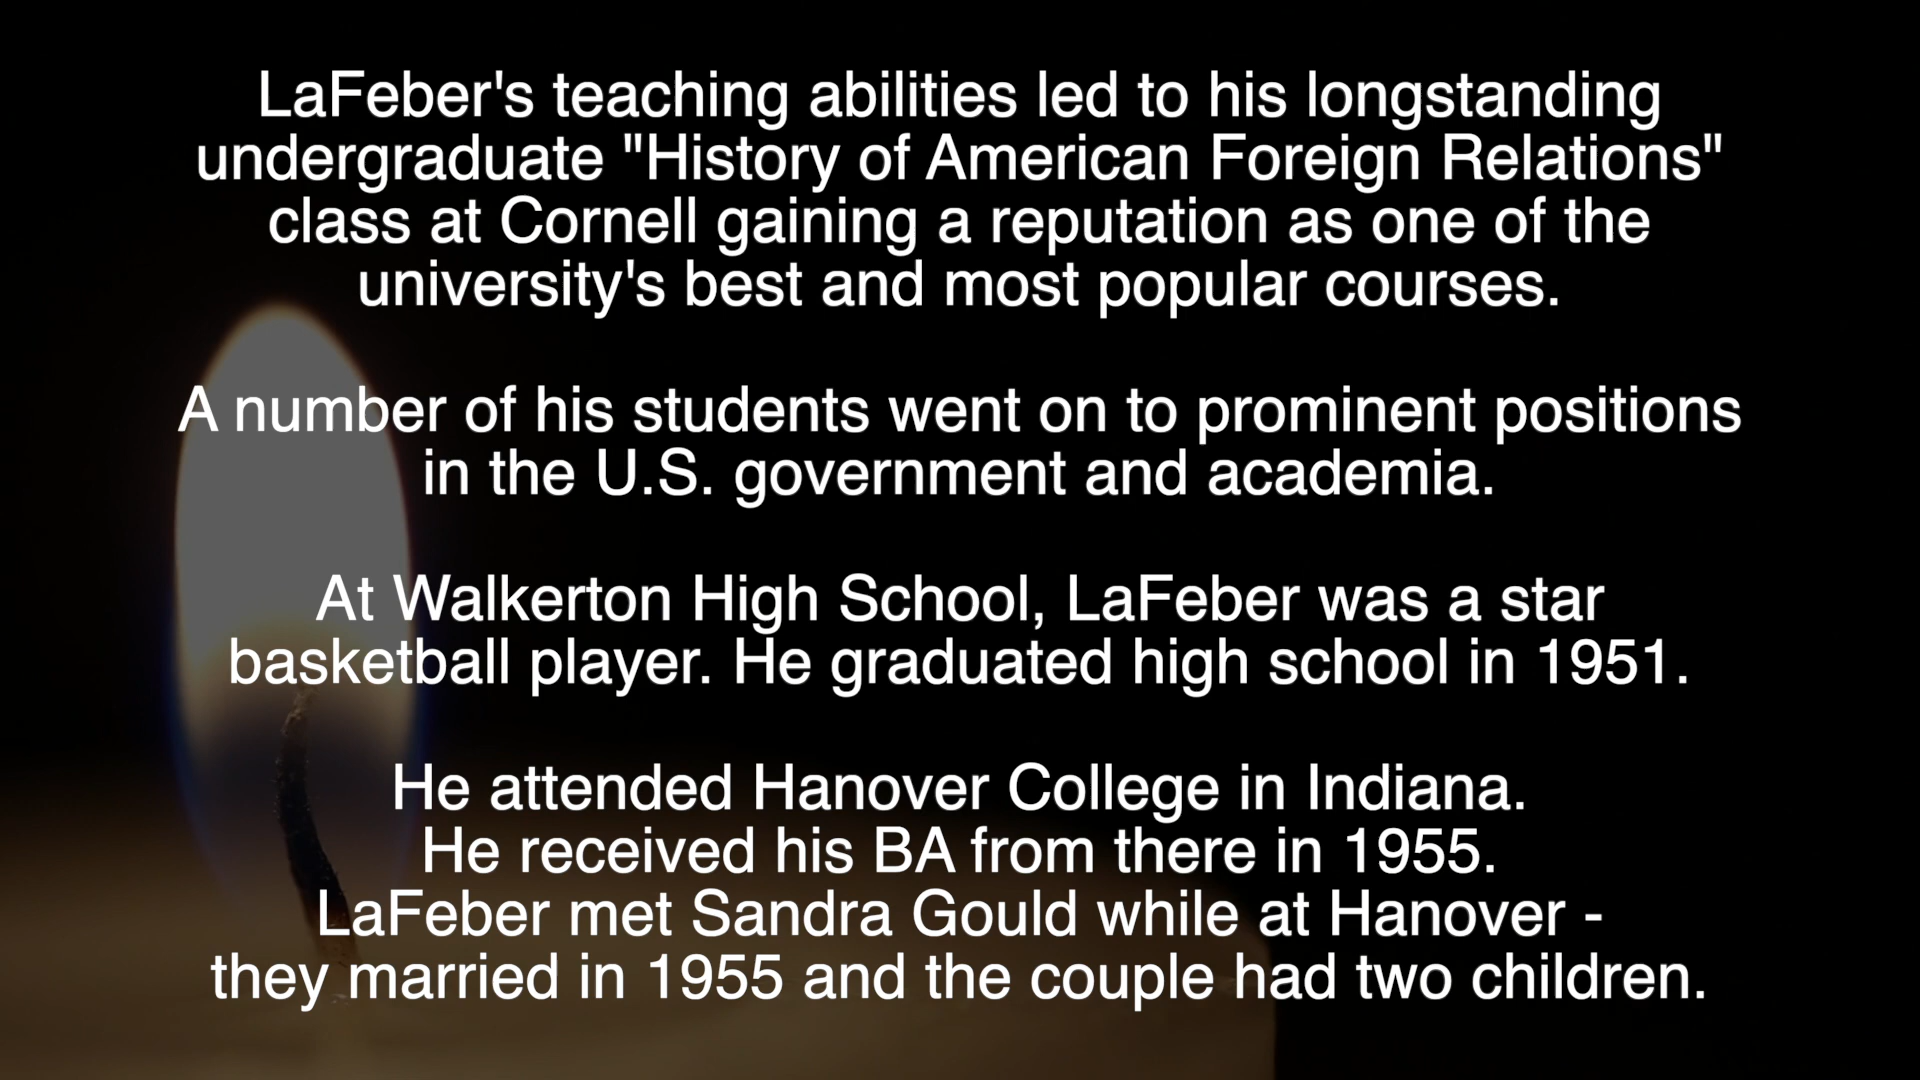 LaFeber's teaching abilities led to his longstanding
undergraduate "History of American Foreign Relations"
class at Cornell gaining a reputation as one of the
university's best and most popular courses.
A number of his students went on to prominent positions
in the U.S. government and academia.
At Walkerton High School, LaFeber was a star
basketball player. He graduated high school in 1951.
He attended Hanover College in Indiana.
He received his BA from there in 1955.
LaFeber met Sandra Gould while at Hanover -
they married in 1955 and the couple had two children.